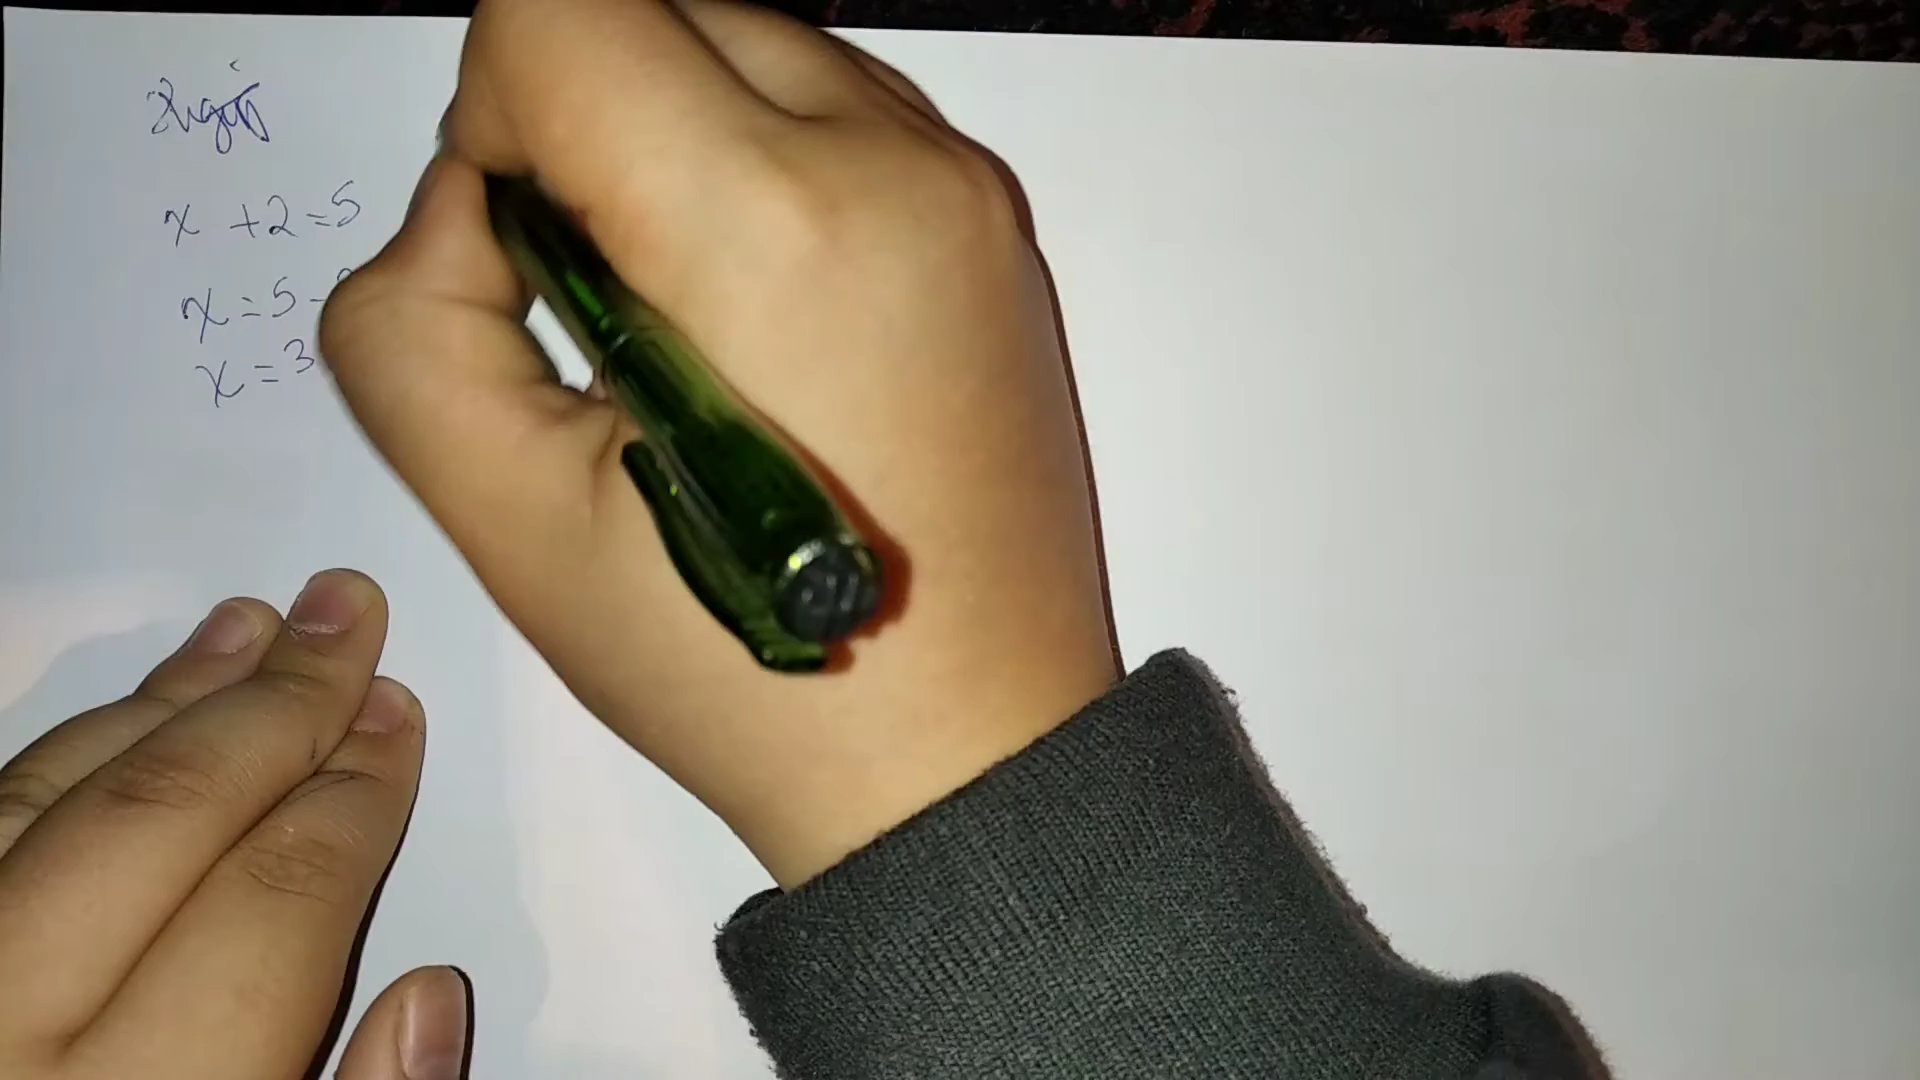 x + 2 = 5
x = 5 -
x = 3